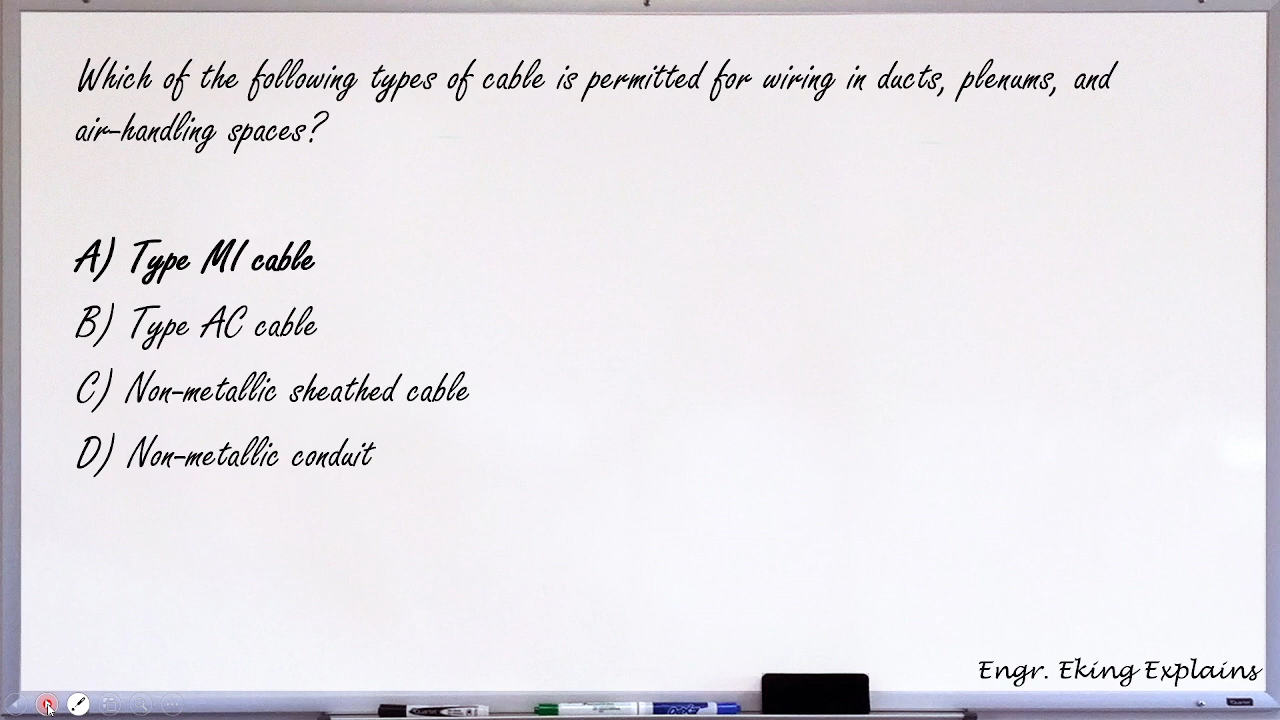 Which of the following types of cable is permitted for wiring in ducts, plenums, and
air-handling spaces?
A) Type MI cable
B) Type AC cable
C) Non-metallic sheathed cable
D) Non-metallic conduit
Engr. Eking Explains